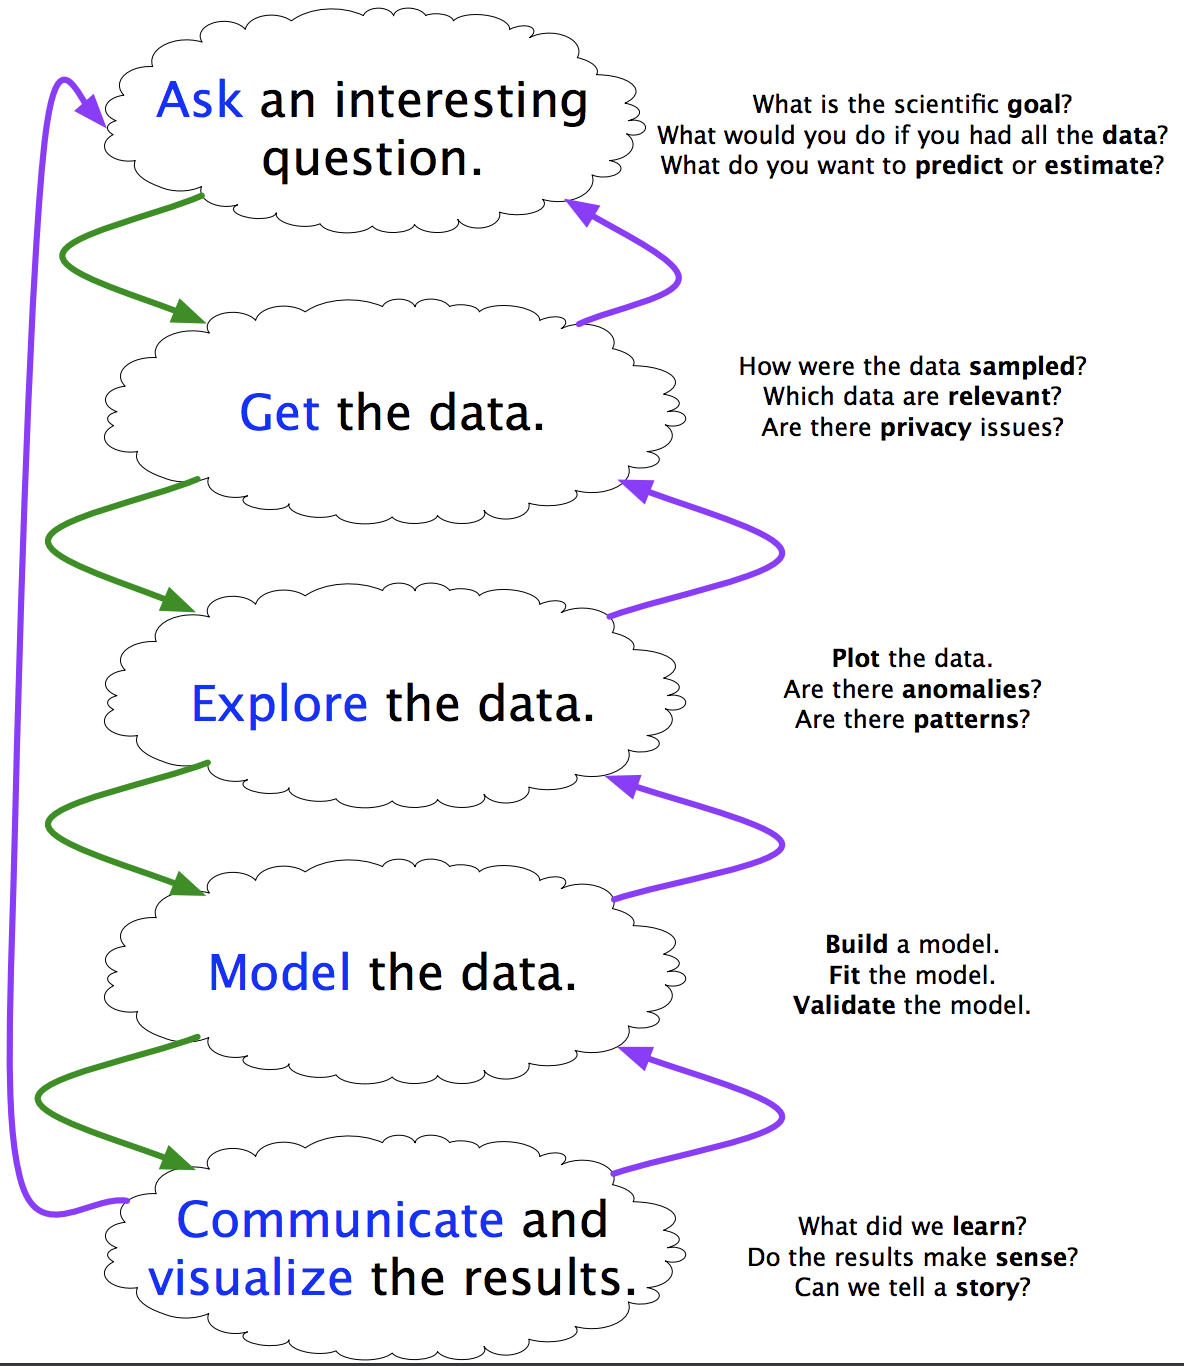 Ask an interesting
question.
What is the scientific goal?
What would you do if you had all the data?
What do you want to predict or estimate?
Get the data.
How were the data sampled?
Which data are relevant?
Are there privacy issues?
Explore the data.
Plot the data.
Are there anomalies?
Are there patterns?
Model the data.
Build a model.
Fit the model.
Validate the model.
Communicate and
visualize the results.
What did we learn?
Do the results make sense?
Can we tell a story?